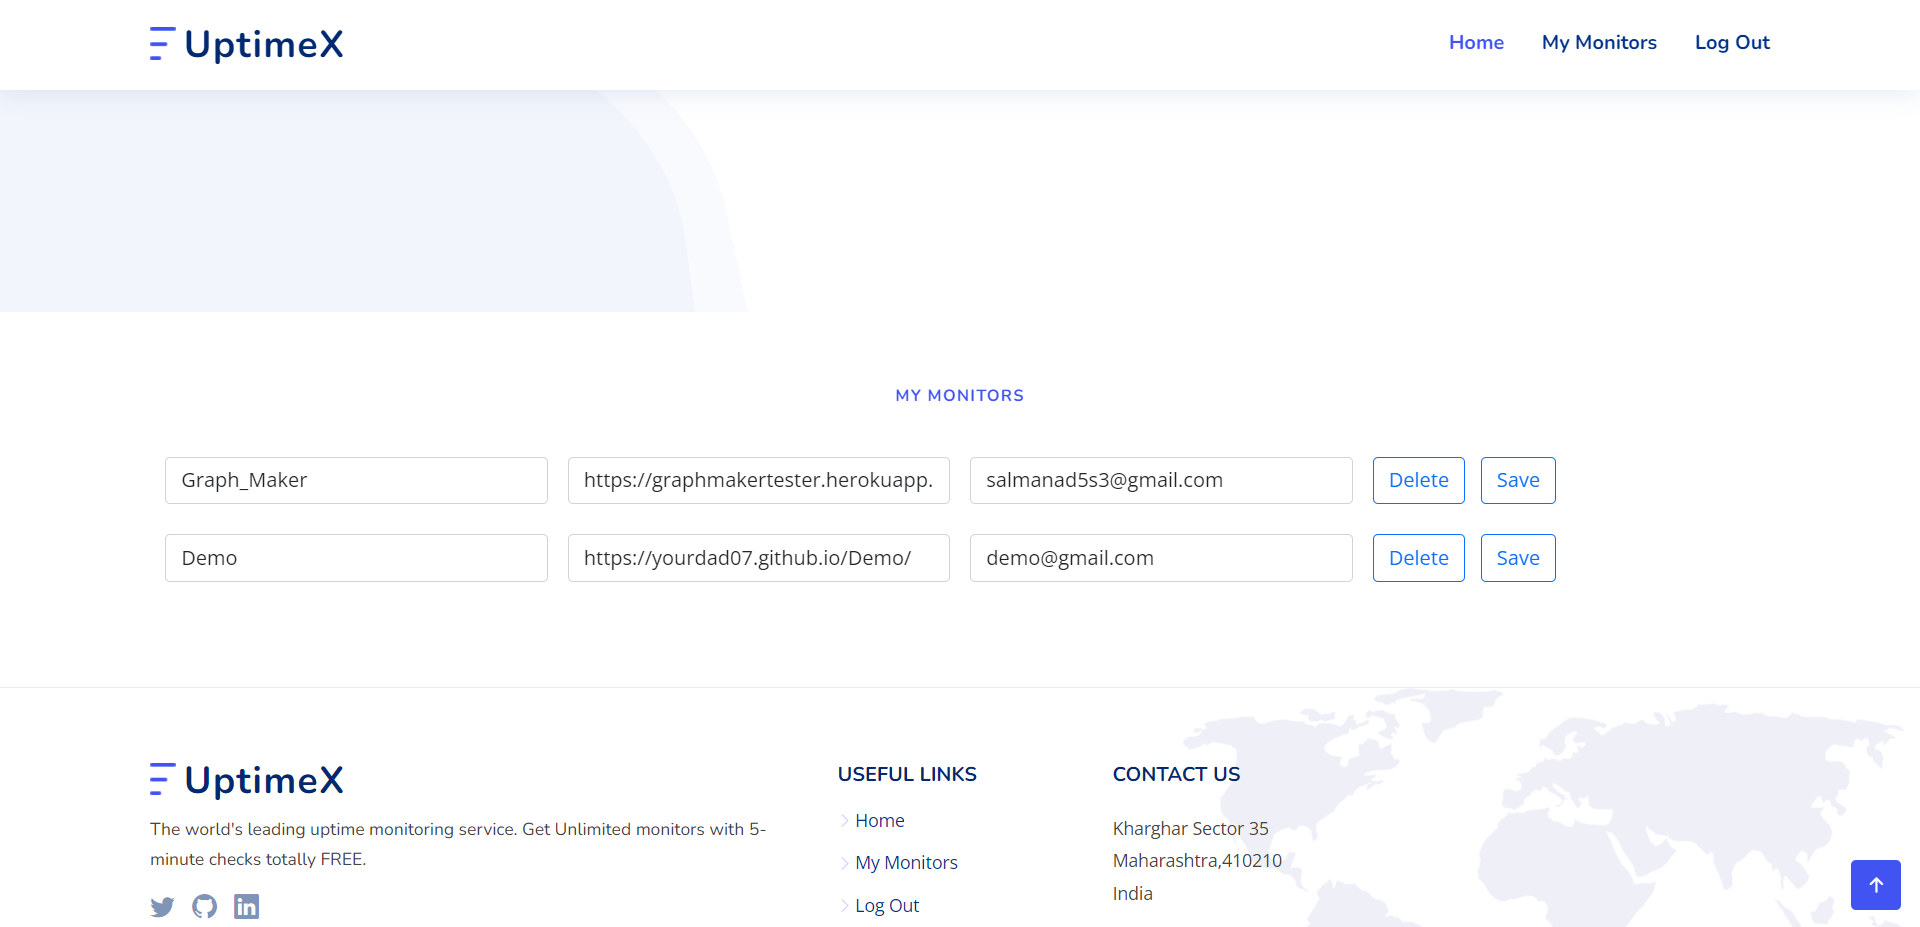 UptimeX
Home My Monitors Log Out
MY MONITORS
Graph_Maker https://graphmakertester.herokuapp. salmanad5s3@gmail.com Delete Save
Demo https://yourdad07.github.io/Demo/ demo@gmail.com Delete Save
UptimeX
The world's leading uptime monitoring service. Get Unlimited monitors with 5-
minute checks totally FREE.
USEFUL LINKS
Home
My Monitors
Log Out
CONTACT US
Kharghar Sector 35
Maharashtra,410210
India